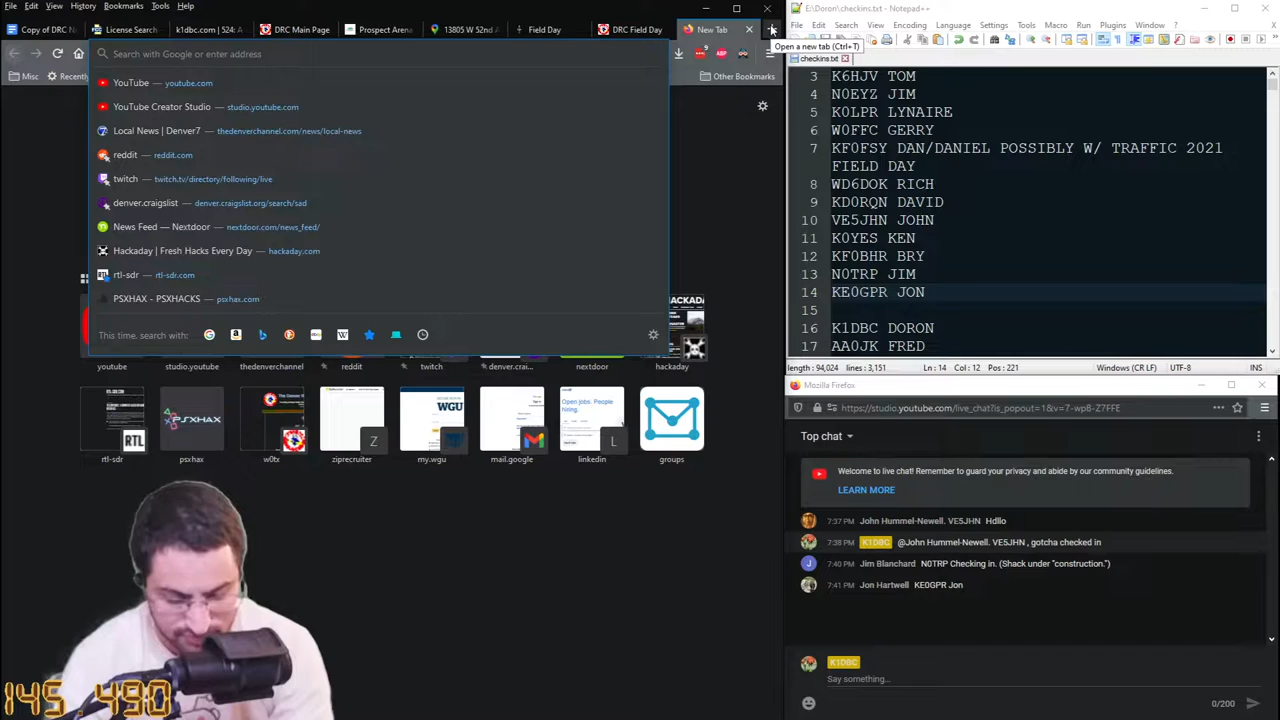 File Edit View History Bookmarks Tools Help
Copy of DRC N
License Search
k1dbc.com | 524:
DRC Main Page
Prospect Arena
13805 W 52nd A
Field Day
DRC Field Day
New Tab
Open a new tab (Ctrl+T)
Search with Google or enter address
9
ABP
Misc
Recently
Other Bookmarks
YouTube — youtube.com
YouTube Creator Studio — studio.youtube.com
Local News | Denver7 — thedenverchannel.com/news/local-news
reddit — reddit.com
twitch — twitch.tv/directory/following/live
denver.craigslist — denver.craigslist.org/search/sad
News Feed — Nextdoor — nextdoor.com/news_feed/
Hackaday | Fresh Hacks Every Day — hackaday.com
rtl-sdr — rtl-sdr.com
PSXHAX - PSXHACKS — psxhax.com
This time, search with:
youtube
studio.youtube
thedenverchannel
reddit
twitch
denver.crai...
nextdoor
hackaday
RTL
PSXHAX
Z
WGU
Open jobs. People hiring.
L
rtl-sdr
psxhax
w0tx
ziprecruiter
my.wgu
mail.google
linkedin
groups
145.490
E:\Doron\checkins.txt - Notepad++
File Edit Search View Encoding Language Settings Tools Macro Run Plugins Window ?
checkins.txt
3 K6HJV TOM
4 N0EYZ JIM
5 K0LPR LYNAIRE
6 W0FFC GERRY
7 KF0FSY DAN/DANIEL POSSIBLY W/ TRAFFIC 2021
FIELD DAY
8 WD6DOK RICH
9 KD0RQN DAVID
10 VE5JHN JOHN
11 K0YES KEN
12 KF0BHR BRY
13 N0TRP JIM
14 KE0GPR JON
15
16 K1DBC DORON
17 AA0JK FRED
length : 94,024 lines : 3,151 Ln : 14 Col : 12 Pos : 221 Windows (CR LF) UTF-8 INS
Mozilla Firefox
https://studio.youtube.com/live_chat?is_popout=1&v=7-wpB-Z7FFE
Top chat
Welcome to live chat! Remember to guard your privacy and abide by our community guidelines.
LEARN MORE
7:37 PM John Hummel-Newell. VE5JHN Hdllo
7:38 PM K1DBC @John Hummel-Newell. VE5JHN , gotcha checked in
7:40 PM Jim Blanchard N0TRP Checking in. (Shack under "construction.")
7:41 PM Jon Hartwell KE0GPR Jon
K1DBC
Say something...
0/200